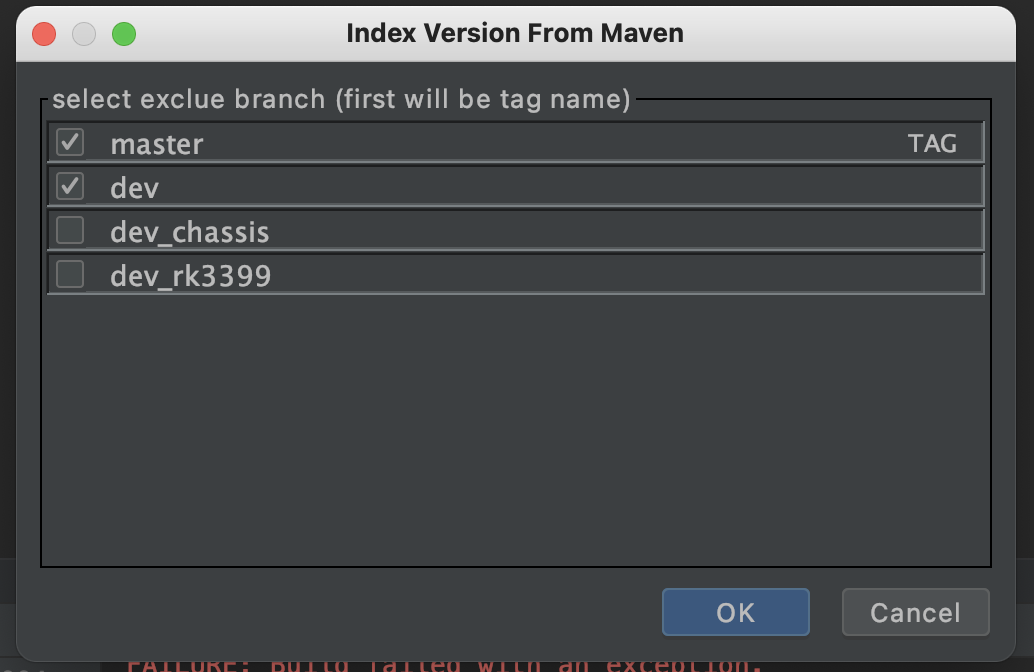 Index Version From Maven
select exclue branch (first will be tag name)
master TAG
dev
dev_chassis
dev_rk3399
OK Cancel
FAILURE: Build failed with an exception.